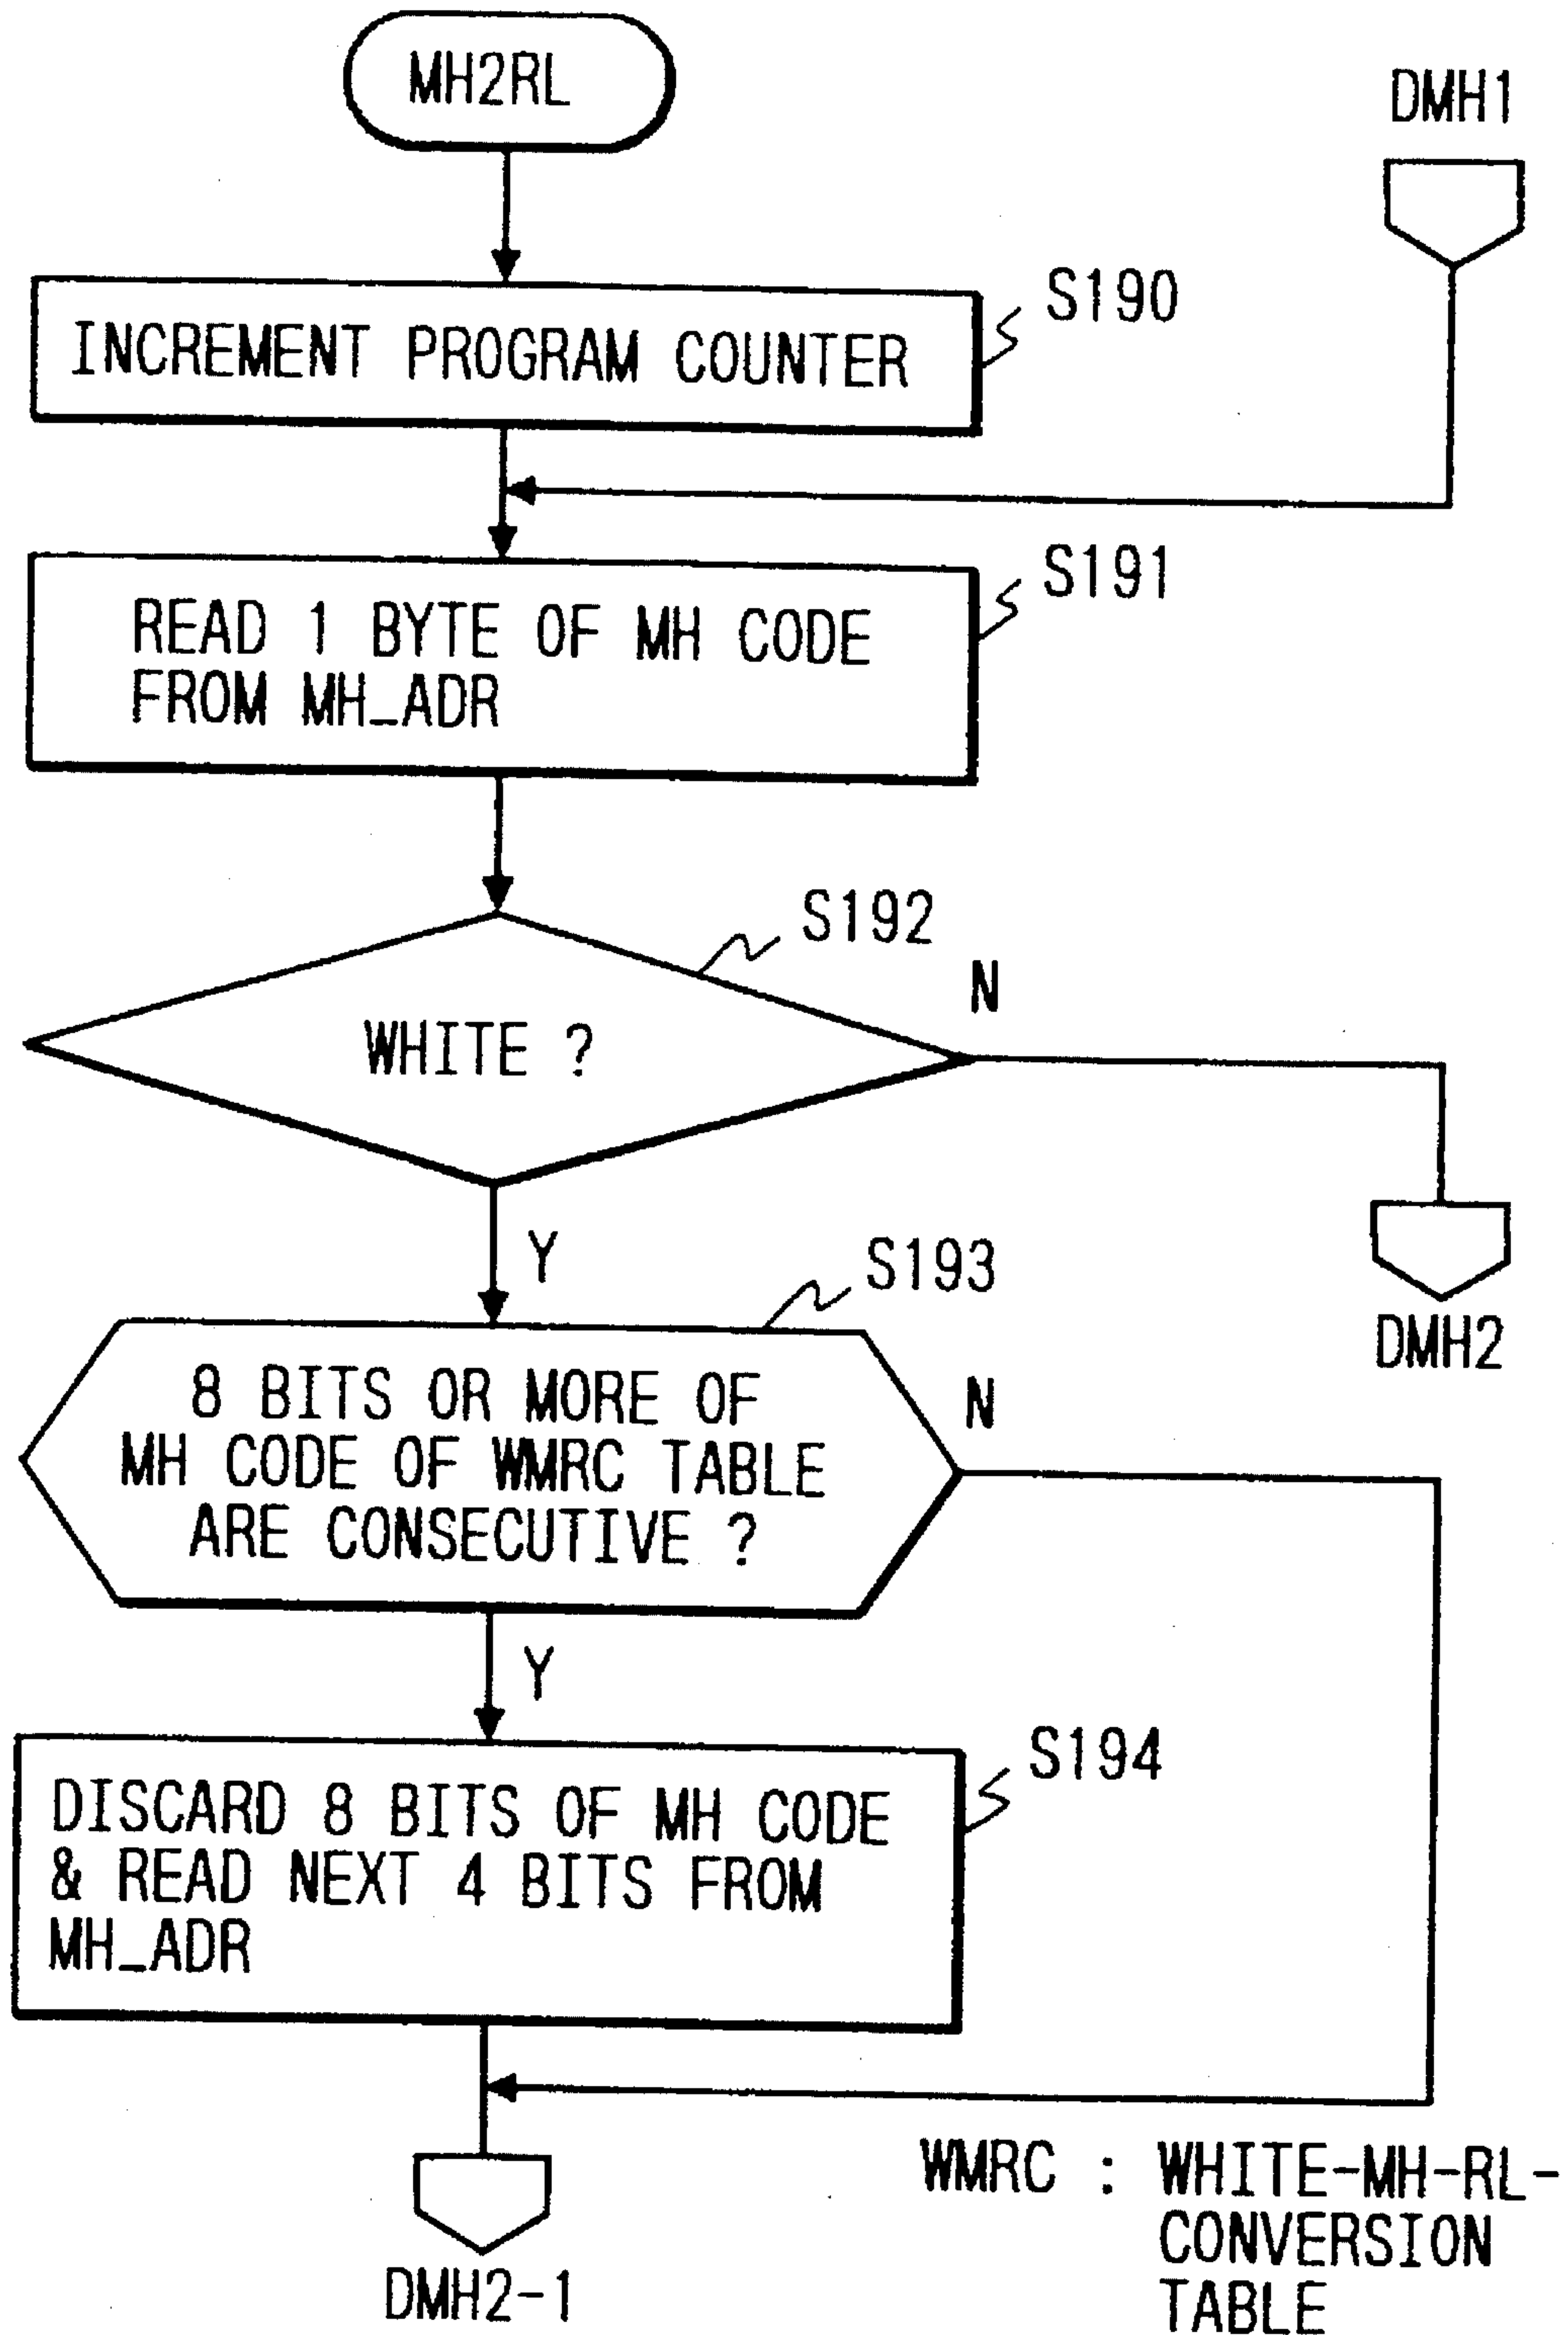 MH2RL
DMH1
S190
INCREMENT PROGRAM COUNTER
S191
READ 1 BYTE OF MH CODE
FROM MH_ADR
S192
N
WHITE ?
Y
S193
DMH2
8 BITS OR MORE OF
MH CODE OF WMRC TABLE
ARE CONSECUTIVE ?
N
Y
S194
DISCARD 8 BITS OF MH CODE
& READ NEXT 4 BITS FROM
MH_ADR
DMH2-1
WMRC : WHITE-MH-RL-
CONVERSION
TABLE